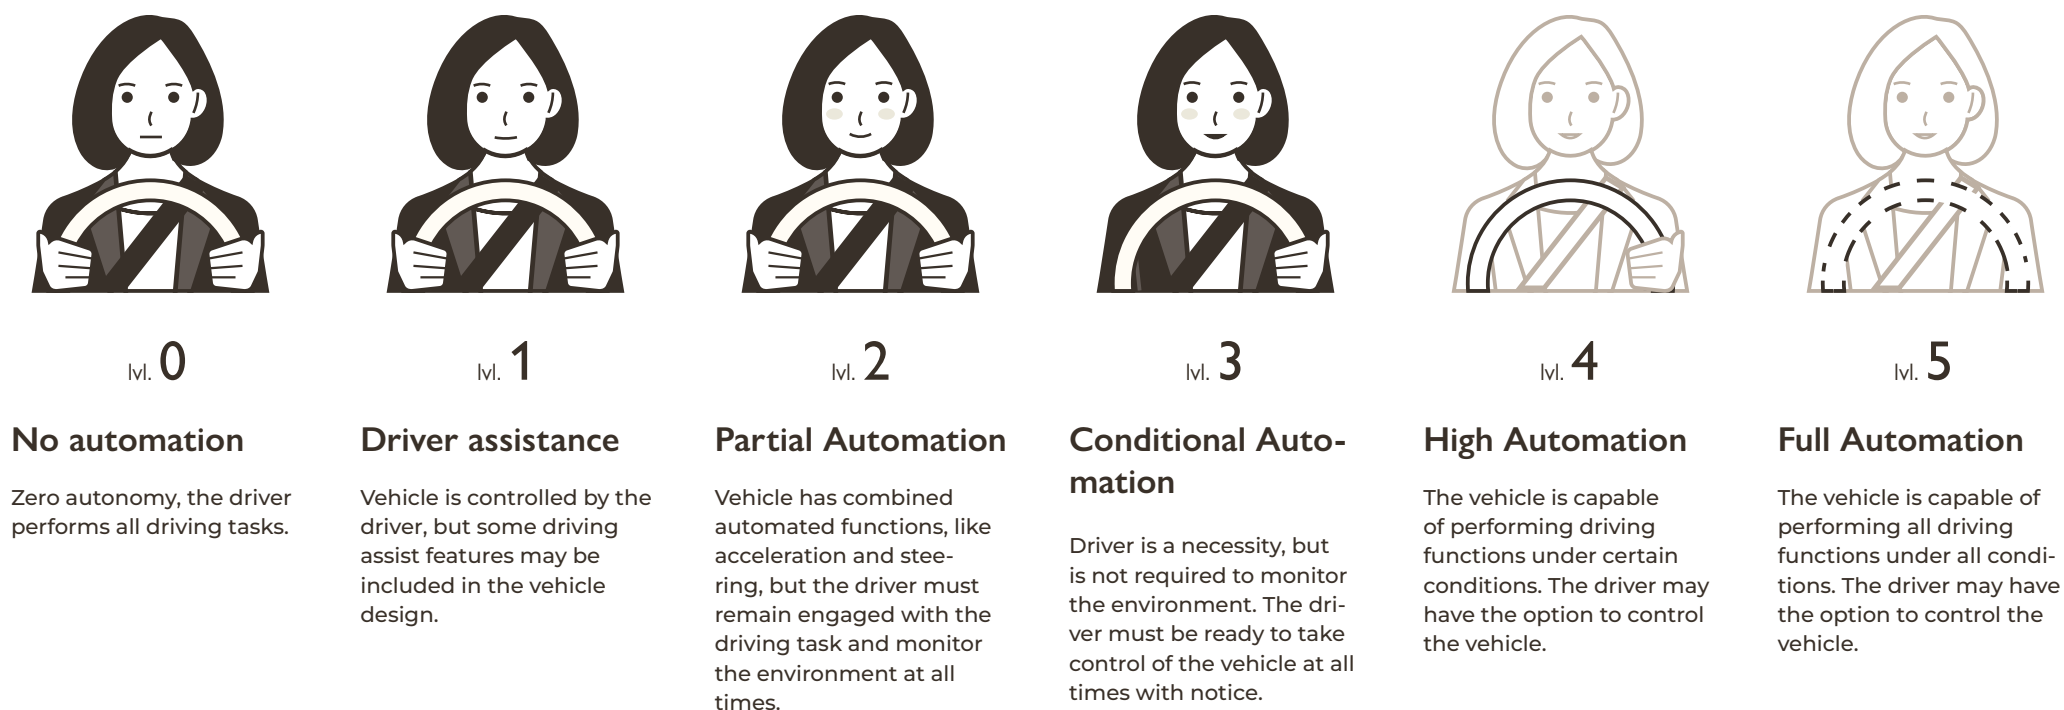 lvl. 0
No automation
Zero autonomy, the driver
performs all driving tasks.
lvl. 1
Driver assistance
Vehicle is controlled by the
driver, but some driving
assist features may be
included in the vehicle
design.
lvl. 2
Partial Automation
Vehicle has combined
automated functions, like
acceleration and stee-
ring, but the driver must
remain engaged with the
driving task and monitor
the environment at all
times.
lvl. 3
Conditional Auto-
mation
Driver is a necessity, but
is not required to monitor
the environment. The dri-
ver must be ready to take
control of the vehicle at all
times with notice.
lvl. 4
High Automation
The vehicle is capable
of performing driving
functions under certain
conditions. The driver may
have the option to control
the vehicle.
lvl. 5
Full Automation
The vehicle is capable of
performing all driving
functions under all condi-
tions. The driver may have
the option to control the
vehicle.